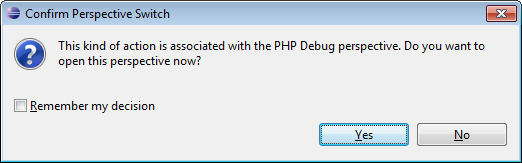 Confirm Perspective Switch
This kind of action is associated with the PHP Debug perspective. Do you want to
open this perspective now?
Remember my decision
Yes
No